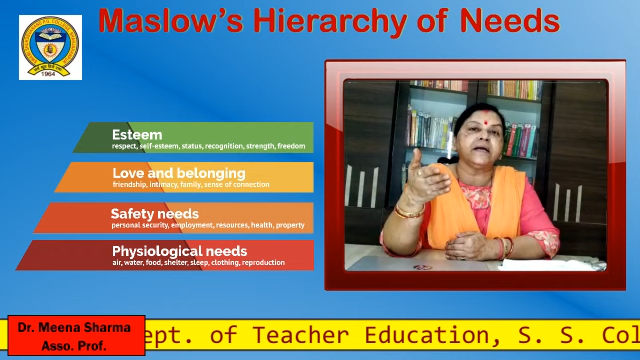 Maslow's Hierarchy of Needs
1964
Esteem
respect, self-esteem, status, recognition, strength, freedom
Love and belonging
friendship, intimacy, family, sense of connection
Safety needs
personal security, employment, resources, health, property
Physiological needs
air, water, food, shelter, sleep, clothing, reproduction
Dr. Meena Sharma
Asso. Prof.
ept. of Teacher Education, S. S. Col